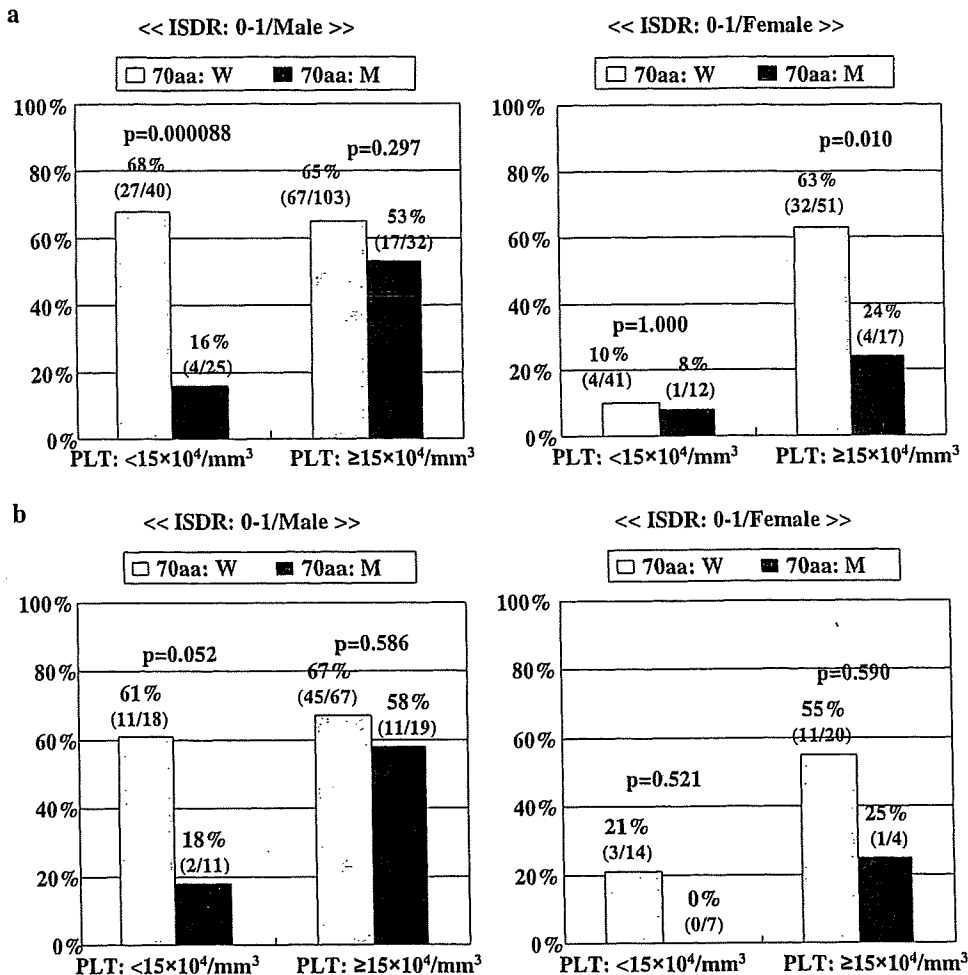 a
<< ISDR: 0-1/Male >>
70aa: W 70aa: M
100%
80%
60%
40%
20%
0%
p=0.000088
68%
(27/40)
16%
(4/25)
p=0.297
65%
(67/103)
53%
(17/32)
PLT: <15×10⁴/mm³ PLT: ≥15×10⁴/mm³
<< ISDR: 0-1/Female >>
70aa: W 70aa: M
100%
80%
60%
40%
20%
0%
p=1.000
10%
(4/41)
8%
(1/12)
p=0.010
63%
(32/51)
24%
(4/17)
PLT: <15×10⁴/mm³ PLT: ≥15×10⁴/mm³
b
<< ISDR: 0-1/Male >>
70aa: W 70aa: M
100%
80%
60%
40%
20%
0%
p=0.052
61%
(11/18)
18%
(2/11)
p=0.586
67%
(45/67)
58%
(11/19)
PLT: <15×10⁴/mm³ PLT: ≥15×10⁴/mm³
<< ISDR: 0-1/Female >>
70aa: W 70aa: M
100%
80%
60%
40%
20%
0%
p=0.521
21%
(3/14)
0%
(0/7)
p=0.590
55%
(11/20)
25%
(1/4)
PLT: <15×10⁴/mm³ PLT: ≥15×10⁴/mm³